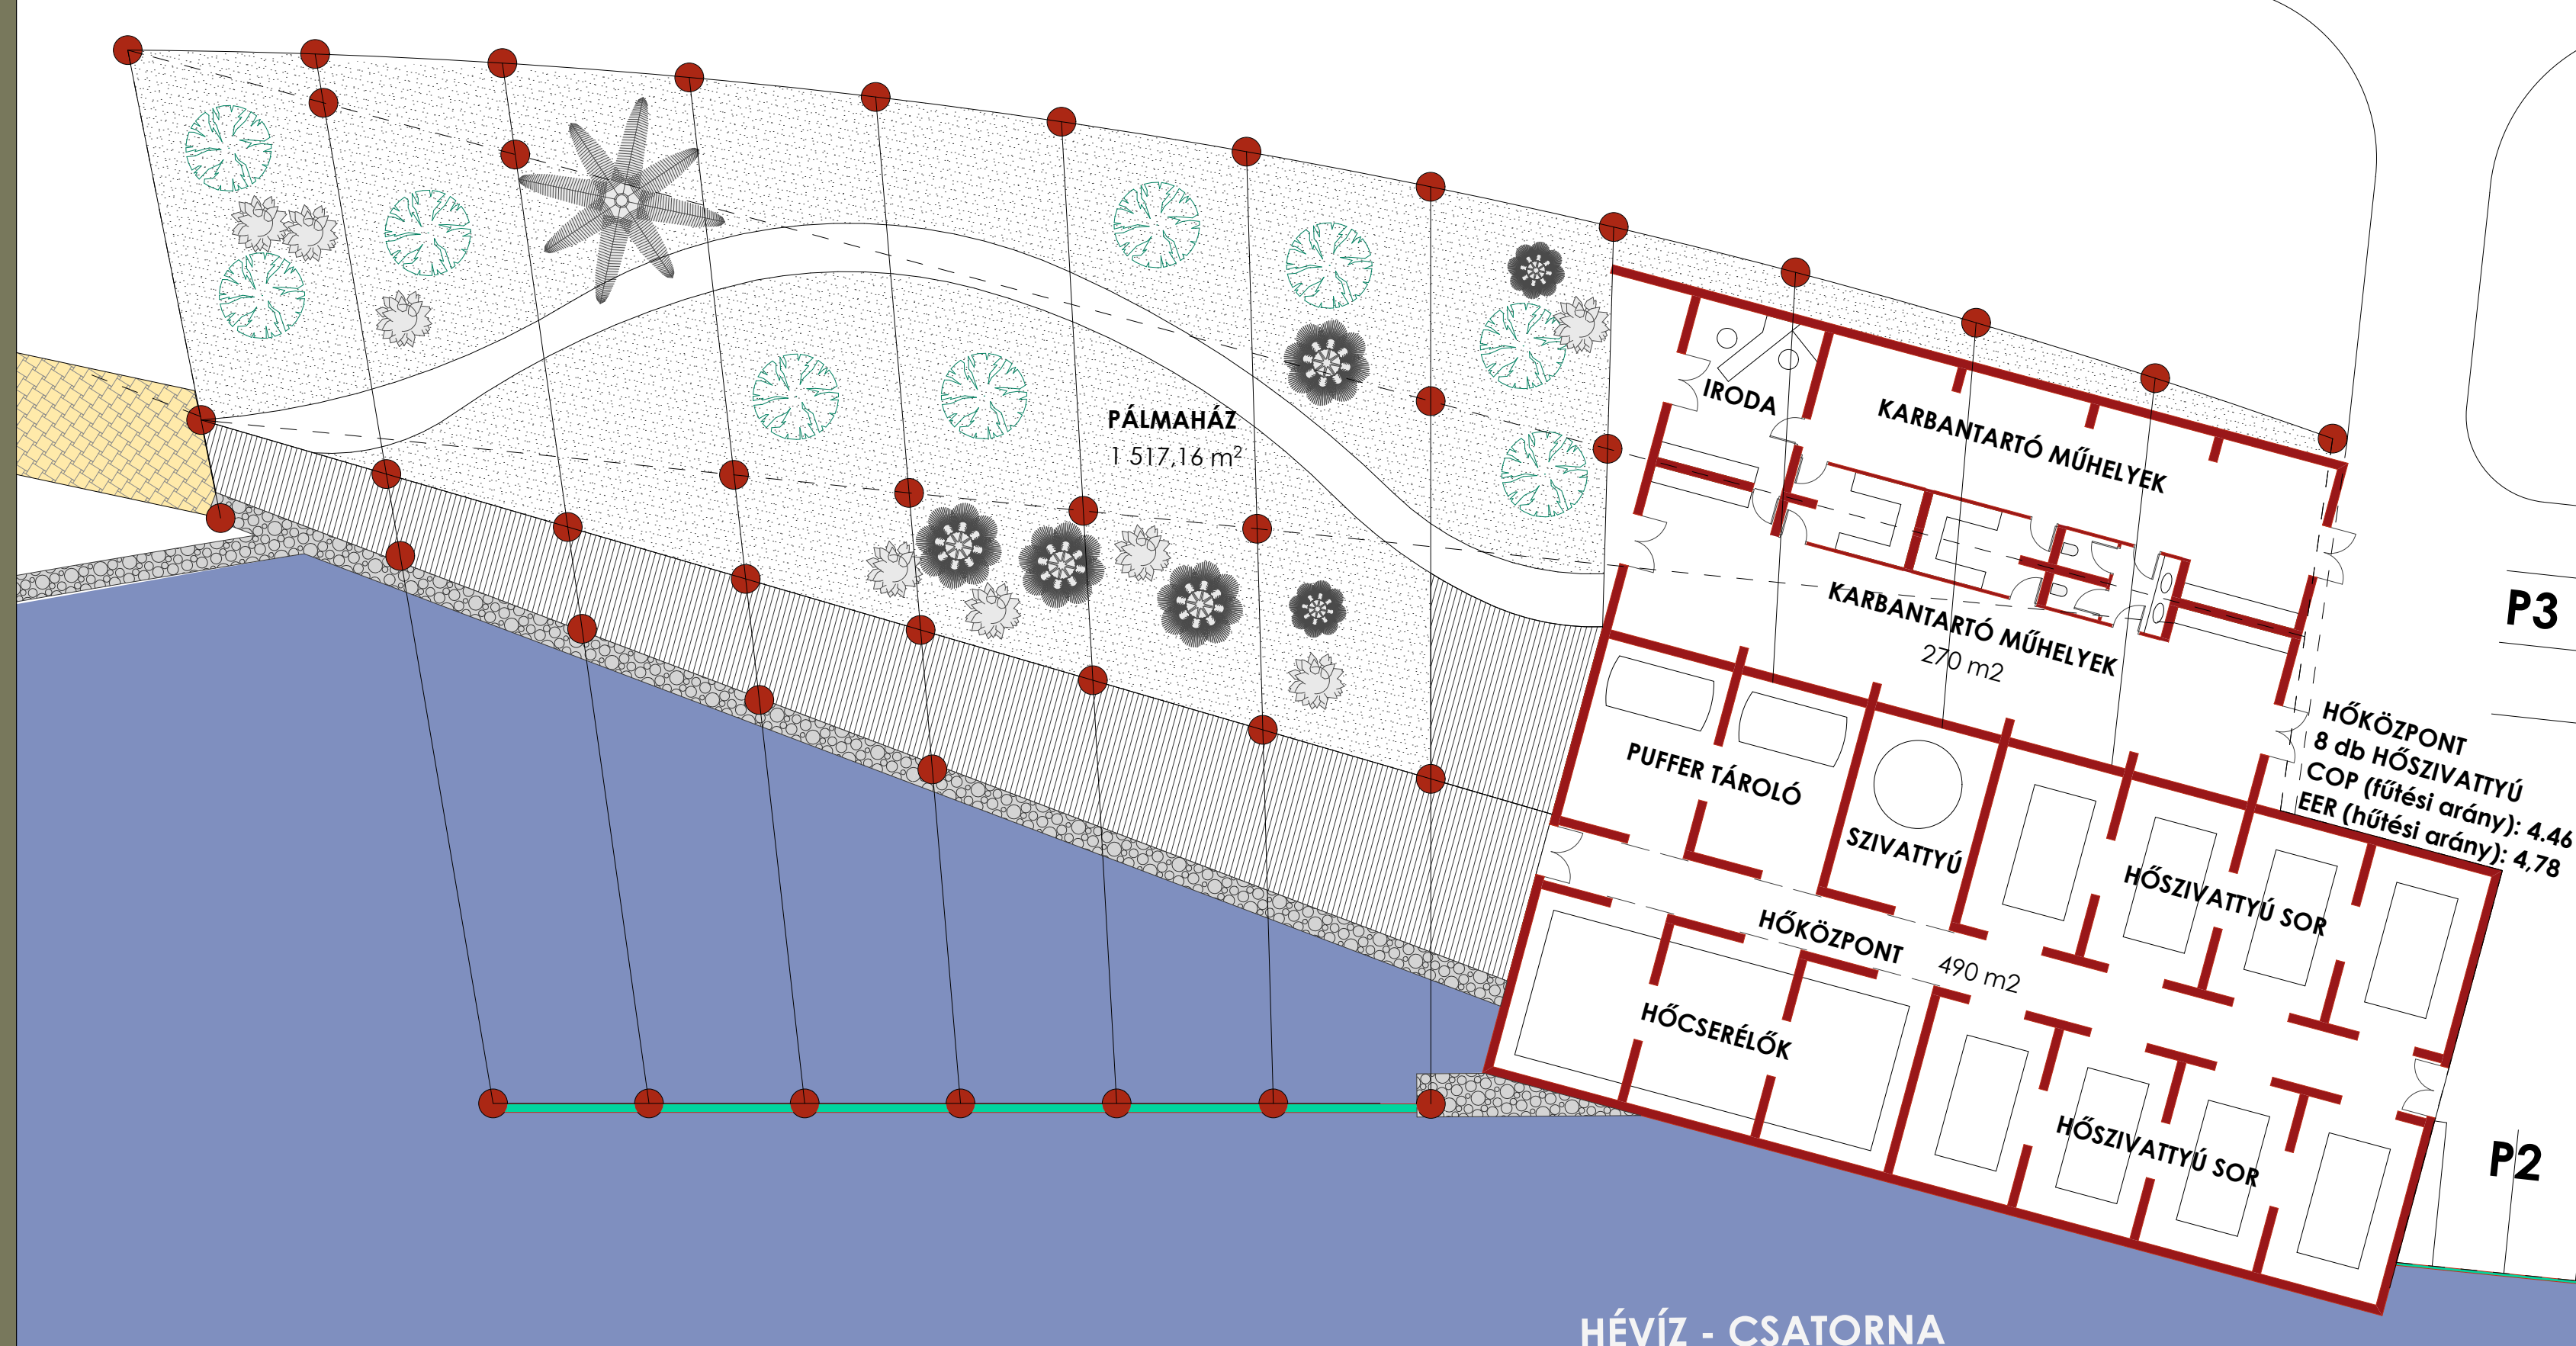 PÁLMAHÁZ
1 517,16 m²
IRODA
KARBANTARTÓ MŰHELYEK
KARBANTARTÓ MŰHELYEK
270 m2
P3
HŐKÖZPONT
8 db HŐSZIVATTYÚ
COP (fűtési arány): 4.46
EER (hűtési arány): 4,78
PUFFER TÁROLÓ
SZIVATTYÚ
HŐSZIVATTYÚ SOR
HŐKÖZPONT
490 m2
HŐCSERÉLŐK
HŐSZIVATTYÚ SOR
P2
HÉVÍZ - CSATORNA